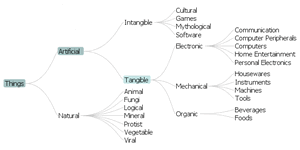 Things
Artificial
Intangible
Cultural
Games
Mythological
Software
Tangible
Electronic
Communication
Computer Peripherals
Computers
Home Entertainment
Personal Electronics
Mechanical
Housewares
Instruments
Machines
Tools
Organic
Beverages
Foods
Natural
Animal
Fungi
Logical
Mineral
Protist
Vegetable
Viral